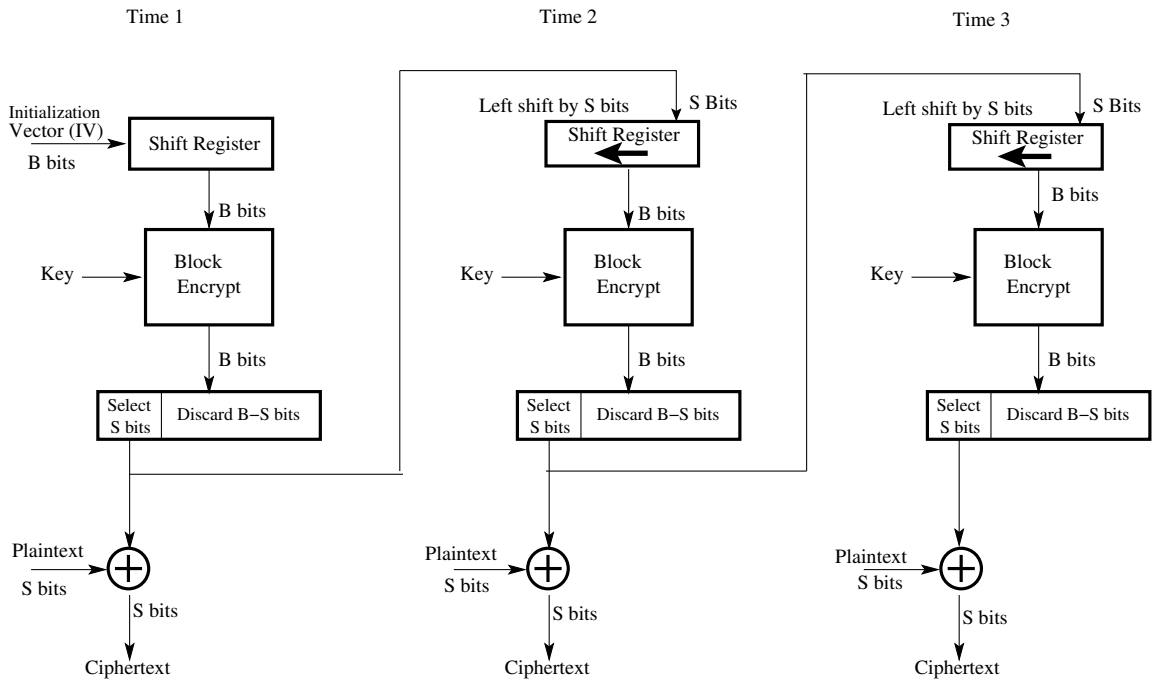 Time 1
Time 2
Time 3
Initialization
Vector (IV)
B bits
Shift Register
Left shift by S bits
S Bits
Shift Register
Left shift by S bits
S Bits
Shift Register
B bits
B bits
B bits
Key
Block
Encrypt
Key
Block
Encrypt
Key
Block
Encrypt
B bits
B bits
B bits
Select
S bits
Discard B−S bits
Select
S bits
Discard B−S bits
Select
S bits
Discard B−S bits
Plaintext
S bits
Plaintext
S bits
Plaintext
S bits
S bits
S bits
S bits
Ciphertext
Ciphertext
Ciphertext